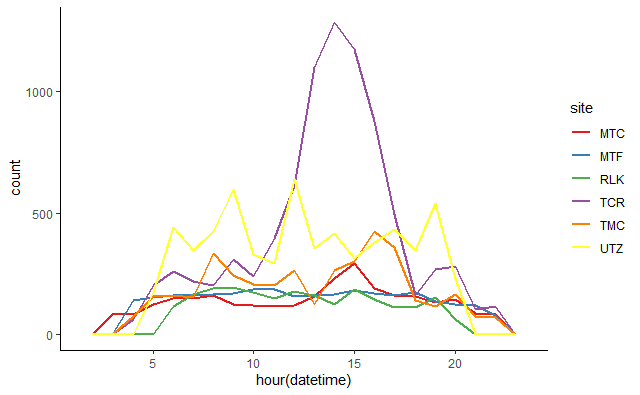 1000
500
0
count
5
10
15
20
hour(datetime)
site
MTC
MTF
RLK
TCR
TMC
UTZ